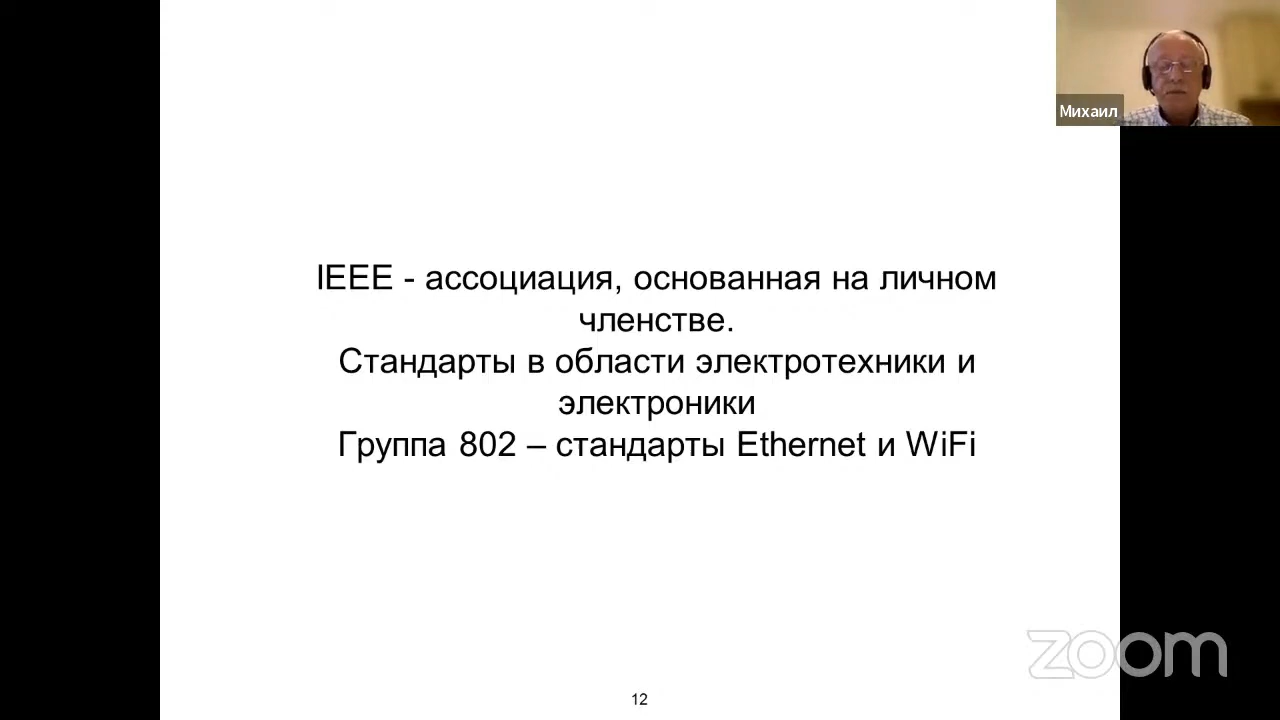 Михаил
IEEE - ассоциация, основанная на личном
членстве.
Стандарты в области электротехники и
электроники
Группа 802 – стандарты Ethernet и WiFi
zoom
12